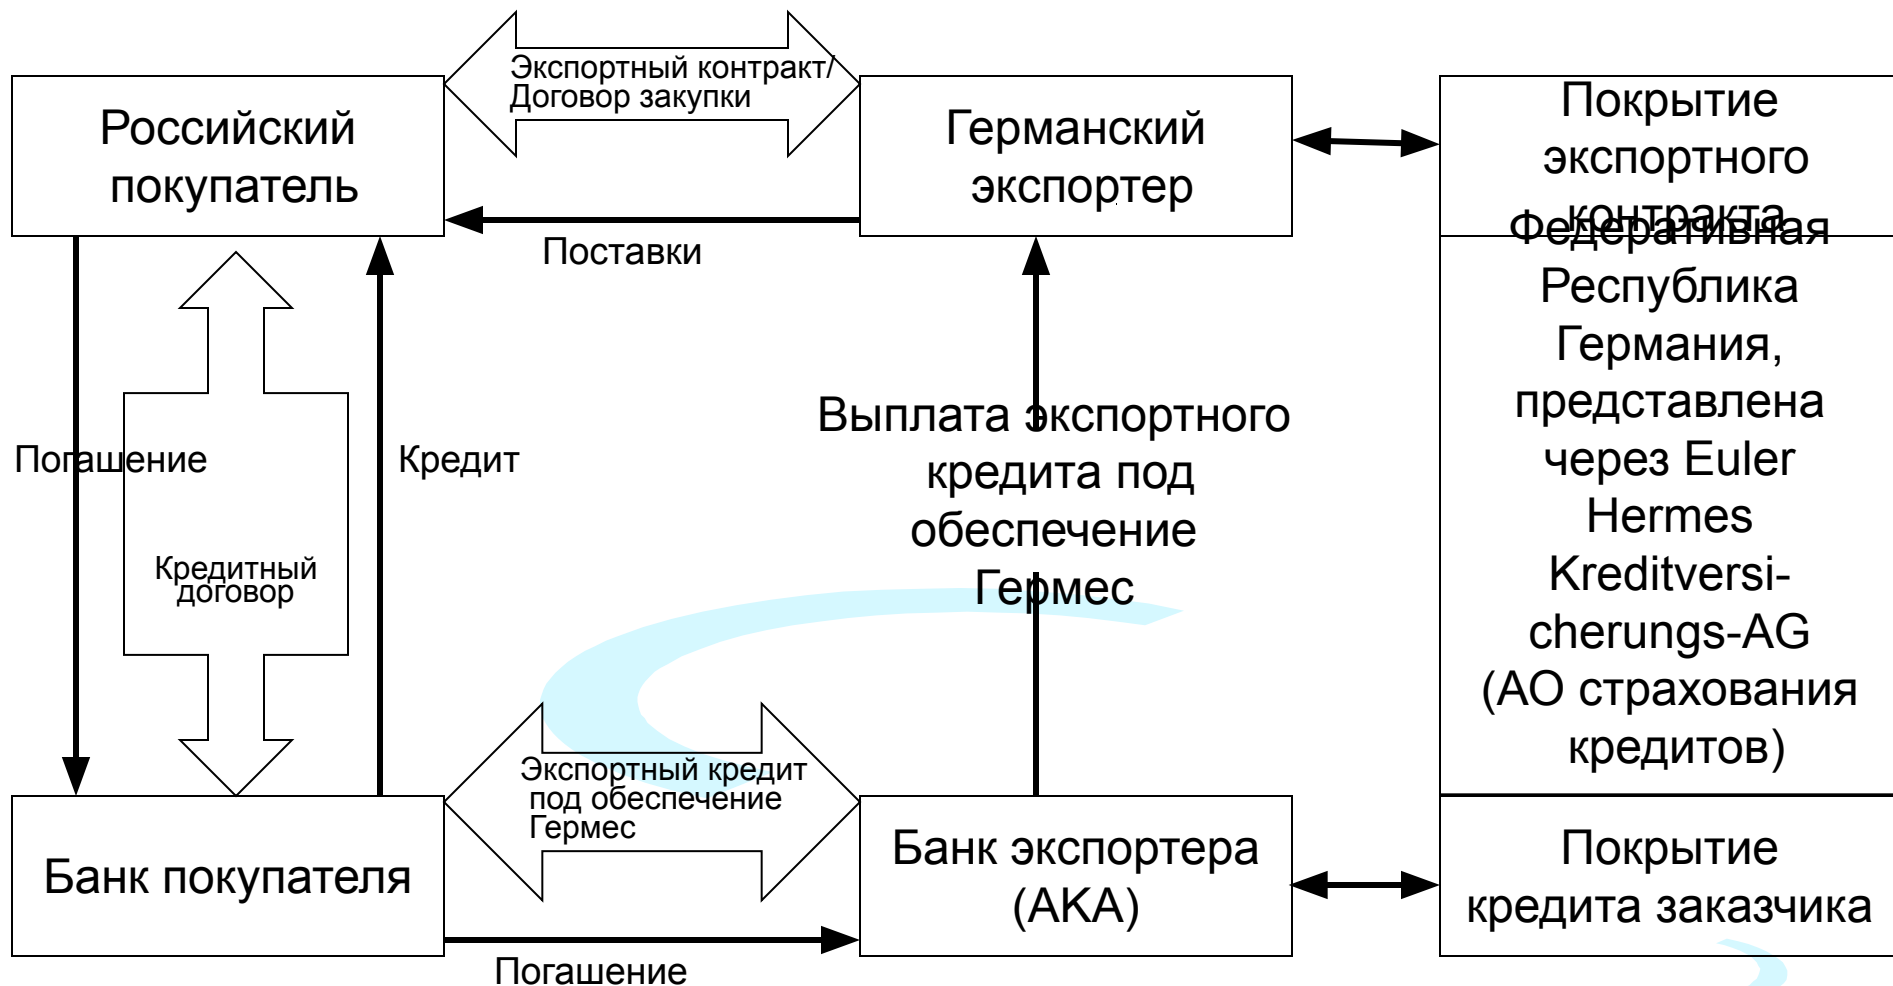 Экспортный контракт/
Договор закупки
Российский
покупатель
Германский
экспортер
Покрытие
экспортного
контракта
Поставки
Федеративная
Республика
Германия,
представлена
через Euler
Hermes
Kreditversi-
cherungs-AG
(АО страхования
кредитов)
Погашение
Кредит
Выплата экспортного
кредита под
обеспечение
Гермес
Кредитный
договор
Экспортный кредит
под обеспечение
Гермес
Банк покупателя
Банк экспортера
(АКА)
Покрытие
кредита заказчика
Погашение